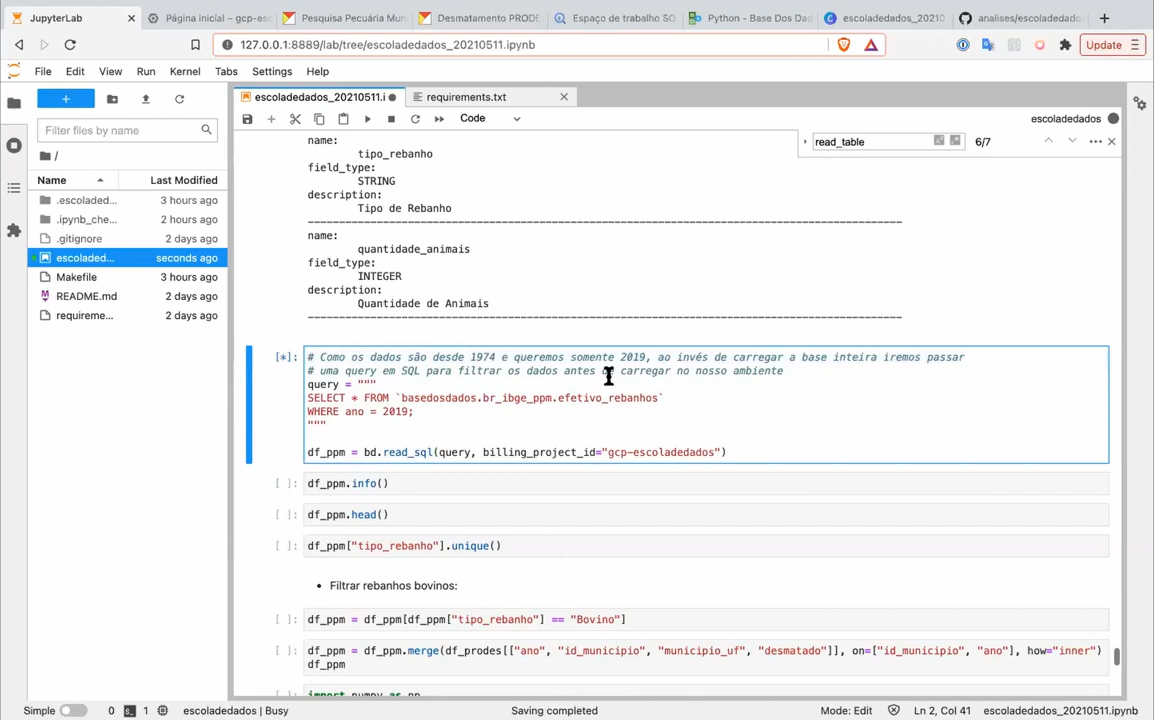 JupyterLab
Página inicial – gcp-esc
Pesquisa Pecuária Mun
Desmatamento PRODE
Espaço de trabalho SQ
Python - Base Dos Dad
escoladedados_20210
analises/escoladedado
127.0.0.1:8889/lab/tree/escoladedados_20210511.ipynb
Update
File Edit View Run Kernel Tabs Settings Help
escoladedados_20210511.i
requirements.txt
Code
escoladedados
Filter files by name
read_table
6/7
/
Name Last Modified
.escoladed... 3 hours ago
.ipynb_che... 2 hours ago
.gitignore 2 days ago
escoladed... seconds ago
Makefile 3 hours ago
README.md 2 days ago
requireme... 2 days ago
name:
tipo_rebanho
field_type:
STRING
description:
Tipo de Rebanho
--------------------------------------------------------------------------------
name:
quantidade_animais
field_type:
INTEGER
description:
Quantidade de Animais
--------------------------------------------------------------------------------
[*]: # Como os dados são desde 1974 e queremos somente 2019, ao invés de carregar a base inteira iremos passar
# uma query em SQL para filtrar os dados antes de carregar no nosso ambiente
query = """
SELECT * FROM `basedosdados.br_ibge_ppm.efetivo_rebanhos`
WHERE ano = 2019;
"""
df_ppm = bd.read_sql(query, billing_project_id="gcp-escoladedados")
[ ]: df_ppm.info()
[ ]: df_ppm.head()
[ ]: df_ppm["tipo_rebanho"].unique()
• Filtrar rebanhos bovinos:
[ ]: df_ppm = df_ppm[df_ppm["tipo_rebanho"] == "Bovino"]
[ ]: df_ppm = df_ppm.merge(df_prodes[["ano", "id_municipio", "municipio_uf", "desmatado"]], on=["id_municipio", "ano"], how="inner")
df_ppm
[ ]: import numpy as np
Simple 0 1 escoladedados | Busy
Saving completed
Mode: Edit Ln 2, Col 41 escoladedados_20210511.ipynb